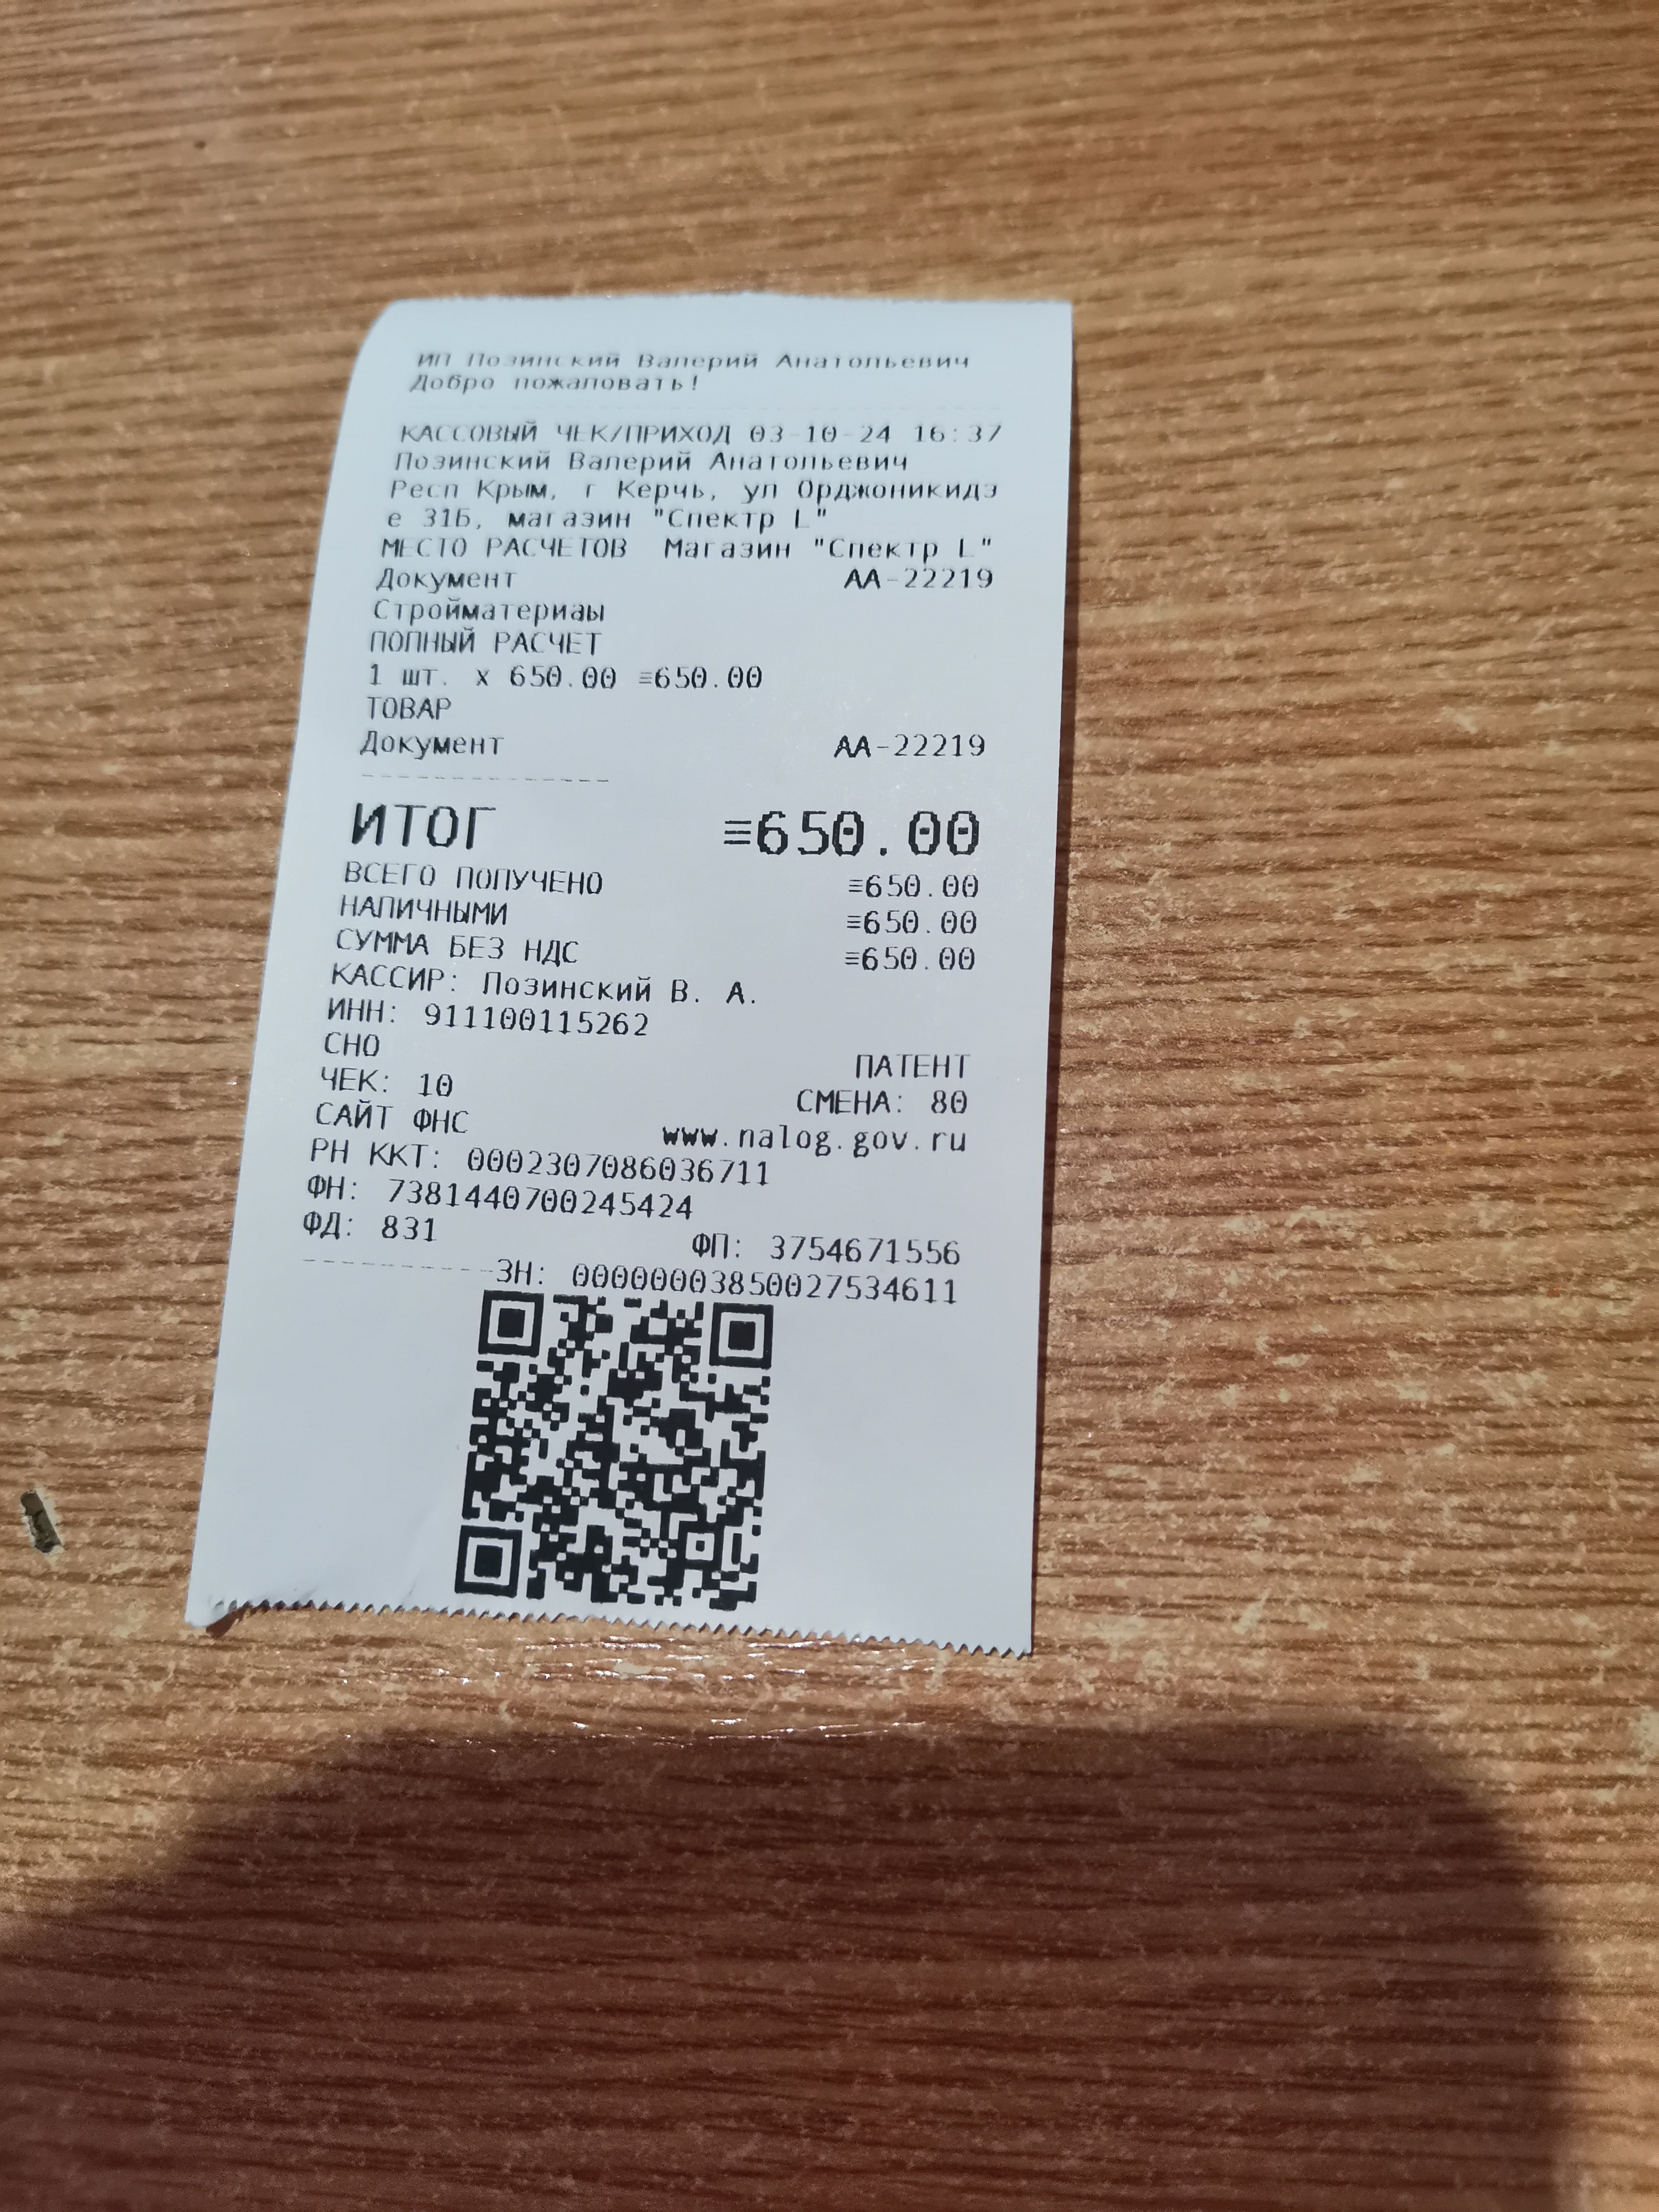 ИП Позинский Валерий Анатольевич
Добро пожаловать!
КАССОВЫЙ ЧЕК/ПРИХОД 03-10-24 16:37
Позинский Валерий Анатольевич
Респ Крым, г Керчь, ул Орджоникидз
е 31Б, магазин "Спектр L"
МЕСТО РАСЧЕТОВ Магазин "Спектр L"
Документ АА-22219
Стройматериаы
ПОЛНЫЙ РАСЧЕТ
1 шт. х 650.00 ≡650.00
ТОВАР
Документ АА-22219
ИТОГ ≡650.00
ВСЕГО ПОЛУЧЕНО ≡650.00
НАЛИЧНЫМИ ≡650.00
СУММА БЕЗ НДС ≡650.00
КАССИР: Позинский В. А.
ИНН: 911100115262
СНО ПАТЕНТ
ЧЕК: 10 СМЕНА: 80
САЙТ ФНС www.nalog.gov.ru
РН ККТ: 0002307086036711
ФН: 7381440700245424
ФД: 831 ФП: 3754671556
ЗН: 00000003850027534611